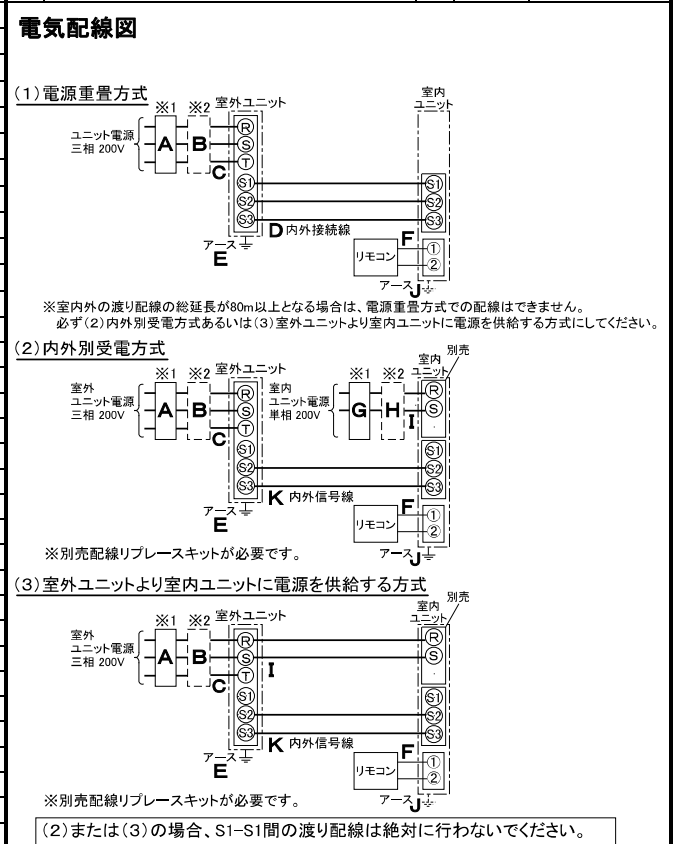 電気配線図
(1)電源重畳方式
※1 ※2 室外ユニット
室内
ユニット
ユニット電源
三相 200V
A B C
R
S
T
S1 S1
S2 S2
S3 S3
D 内外接続線
F
リモコン
①
②
アース
E
アース J
※室内外の渡り配線の総延長が80m以上となる場合は、電源重畳方式での配線はできません。
必ず(2)内外別受電方式あるいは(3)室外ユニットより室内ユニットに電源を供給する方式にしてください。
(2)内外別受電方式
※1 ※2 室外ユニット
※1 ※2
室内
ユニット
別売
室外
ユニット電源
三相 200V
A B C
R
S
T
室内
ユニット電源
単相 200V
G H I
R
S
S1 S1
S2 S2
S3 S3
K 内外信号線
F
リモコン
①
②
アース
E
アース J
※別売配線リプレースキットが必要です。
(3)室外ユニットより室内ユニットに電源を供給する方式
※1 ※2 室外ユニット
室内
ユニット
別売
室外
ユニット電源
三相 200V
A B C
R R
S S
T
I
S1 S1
S2 S2
S3 S3
K 内外信号線
F
リモコン
①
②
アース
E
アース J
※別売配線リプレースキットが必要です。
(2)または(3)の場合、S1-S1間の渡り配線は絶対に行わないでください。